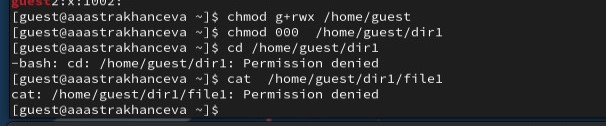 guest2:x:1002:
[guest@aaastrakhanceva ~]$ chmod g+rwx /home/guest
[guest@aaastrakhanceva ~]$ chmod 000  /home/guest/dir1
[guest@aaastrakhanceva ~]$ cd /home/guest/dir1
-bash: cd: /home/guest/dir1: Permission denied
[guest@aaastrakhanceva ~]$ cat  /home/guest/dir1/file1
cat: /home/guest/dir1/file1: Permission denied
[guest@aaastrakhanceva ~]$